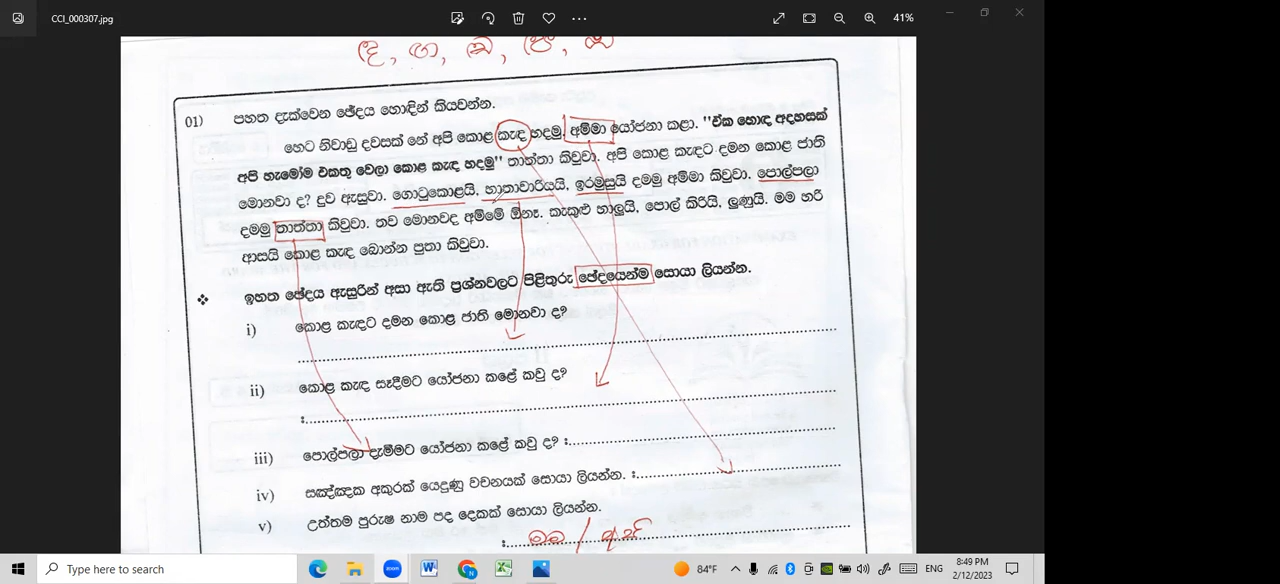 CCI_000307.jpg
41%
01) පහත දැක්වෙන ඡේදය හොඳින් කියවන්න.
හෙට නිවාඩු දවසක් නේ අපි කොළ කැඳ හදමු. අම්මා යෝජනා කළා. "ඒක හොඳ අදහසක්
අපි හැමෝම එකතු වෙලා කොළ කැඳ හදමු" තාත්තා කිවුවා. අපි කොළ කැඳට දමන කොළ ජාති
මොනවා ද? දුව ඇසුවා. ගොටුකොළයි, හාතාවාරියයි, ඉරමුසුයි දමමු අම්මා කිවුවා. පොල්පලා
දමමු තාත්තා කිවුවා. තව මොනවද අම්මේ ඕනෑ. කැකුළු හාලුයි, පොල් කිරියි, ලුණුයි. මම හරි
ආසයි කොළ කැඳ බොන්න පුතා කිවුවා.
❖ ඉහත ඡේදය ඇසුරින් අසා ඇති ප්‍රශ්නවලට පිළිතුරු ඡේදයෙන්ම සොයා ලියන්න.
i) කොළ කැඳට දමන කොළ ජාති මොනවා ද?
ii) කොළ කැඳ සෑදීමට යෝජනා කළේ කවු ද?
iii) පොල්පලා දැම්මට යෝජනා කළේ කවු ද? :
iv) සඤ්ඤක අකුරක් යෙදුණු වචනයක් සොයා ලියන්න. :
v) උත්තම පුරුෂ නාම පද දෙකක් සොයා ලියන්න.
: මම / අපි
Type here to search
84°F
ENG
8:49 PM
2/12/2023